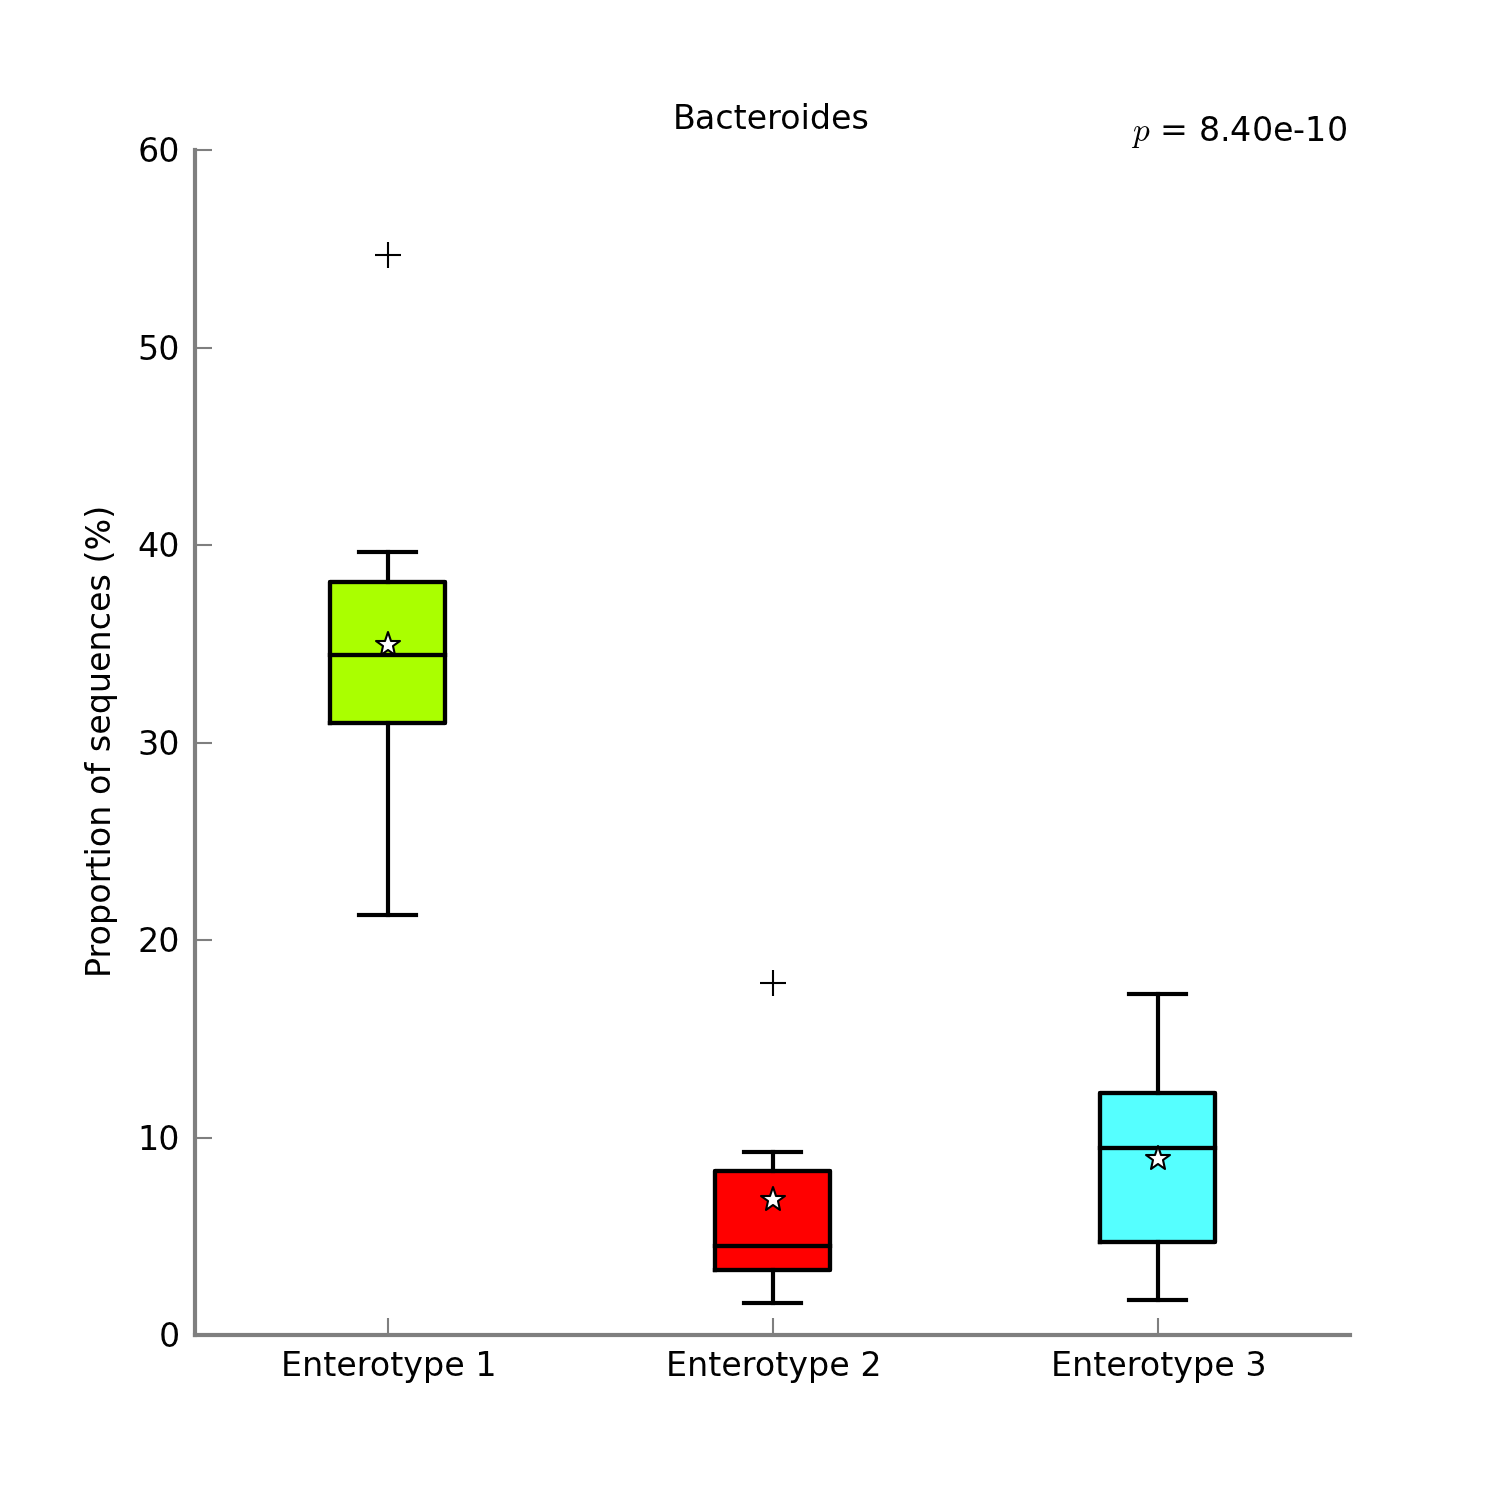 Bacteroides
p = 8.40e-10
60
50
40
30
20
10
0
Proportion of sequences (%)
Enterotype 1
Enterotype 2
Enterotype 3